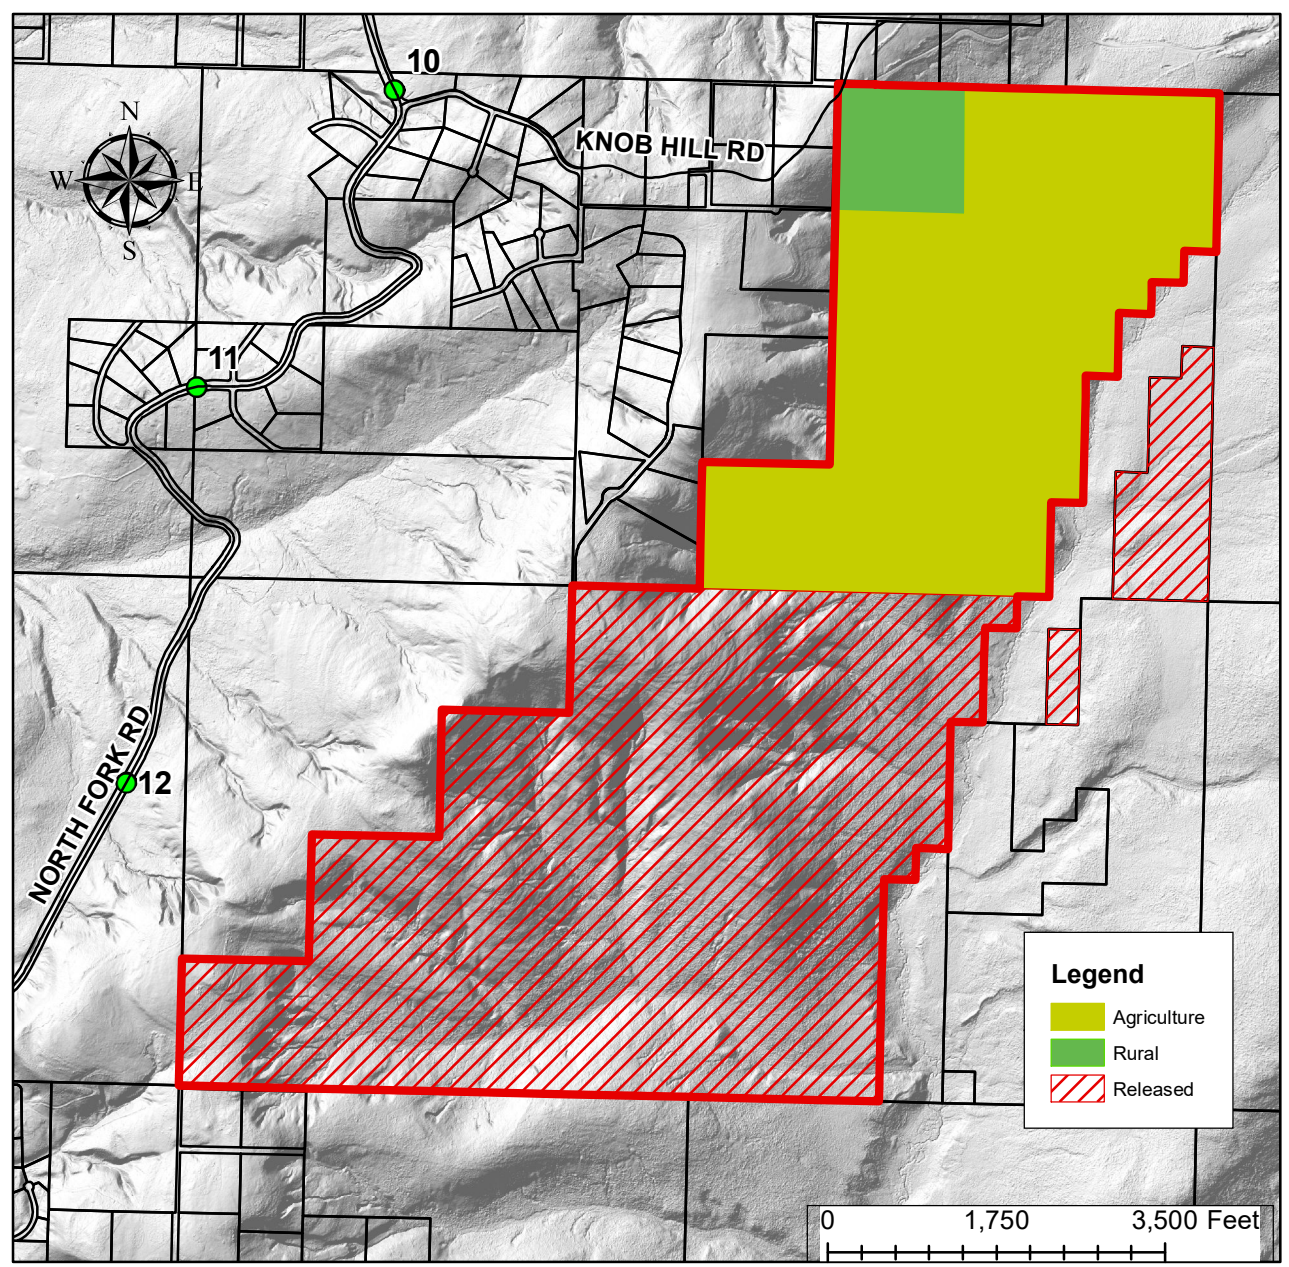 10
KNOB HILL RD
N
W E
S
11
NORTH FORK RD
12
Legend
Agriculture
Rural
Released
0 1,750 3,500 Feet